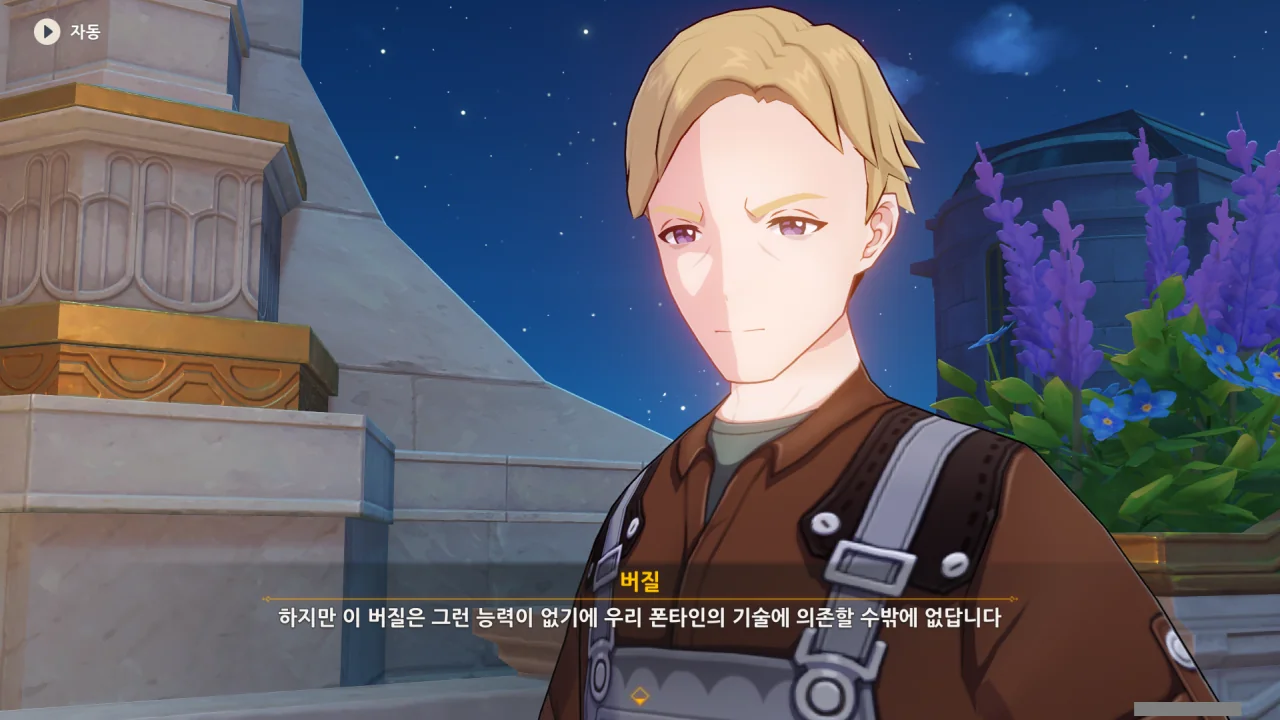 자동
버질
하지만 이 버질은 그런 능력이 없기에 우리 폰타인의 기술에 의존할 수밖에 없답니다